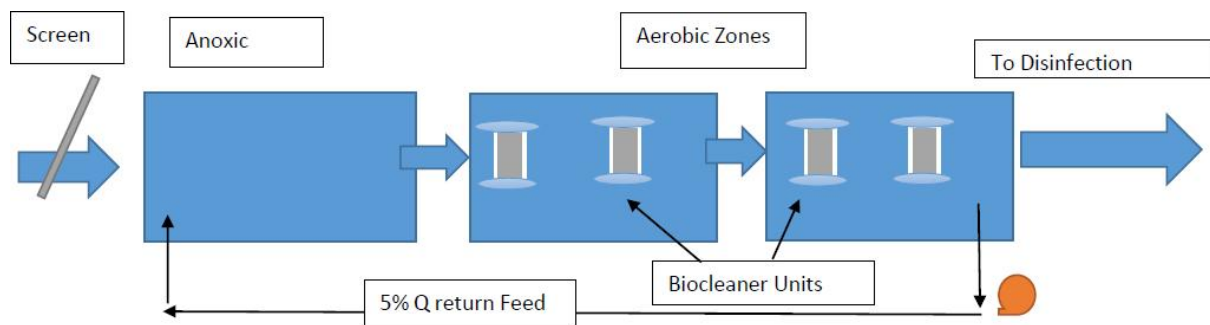 Screen
Anoxic
Aerobic Zones
To Disinfection
Biocleaner Units
5% Q return Feed